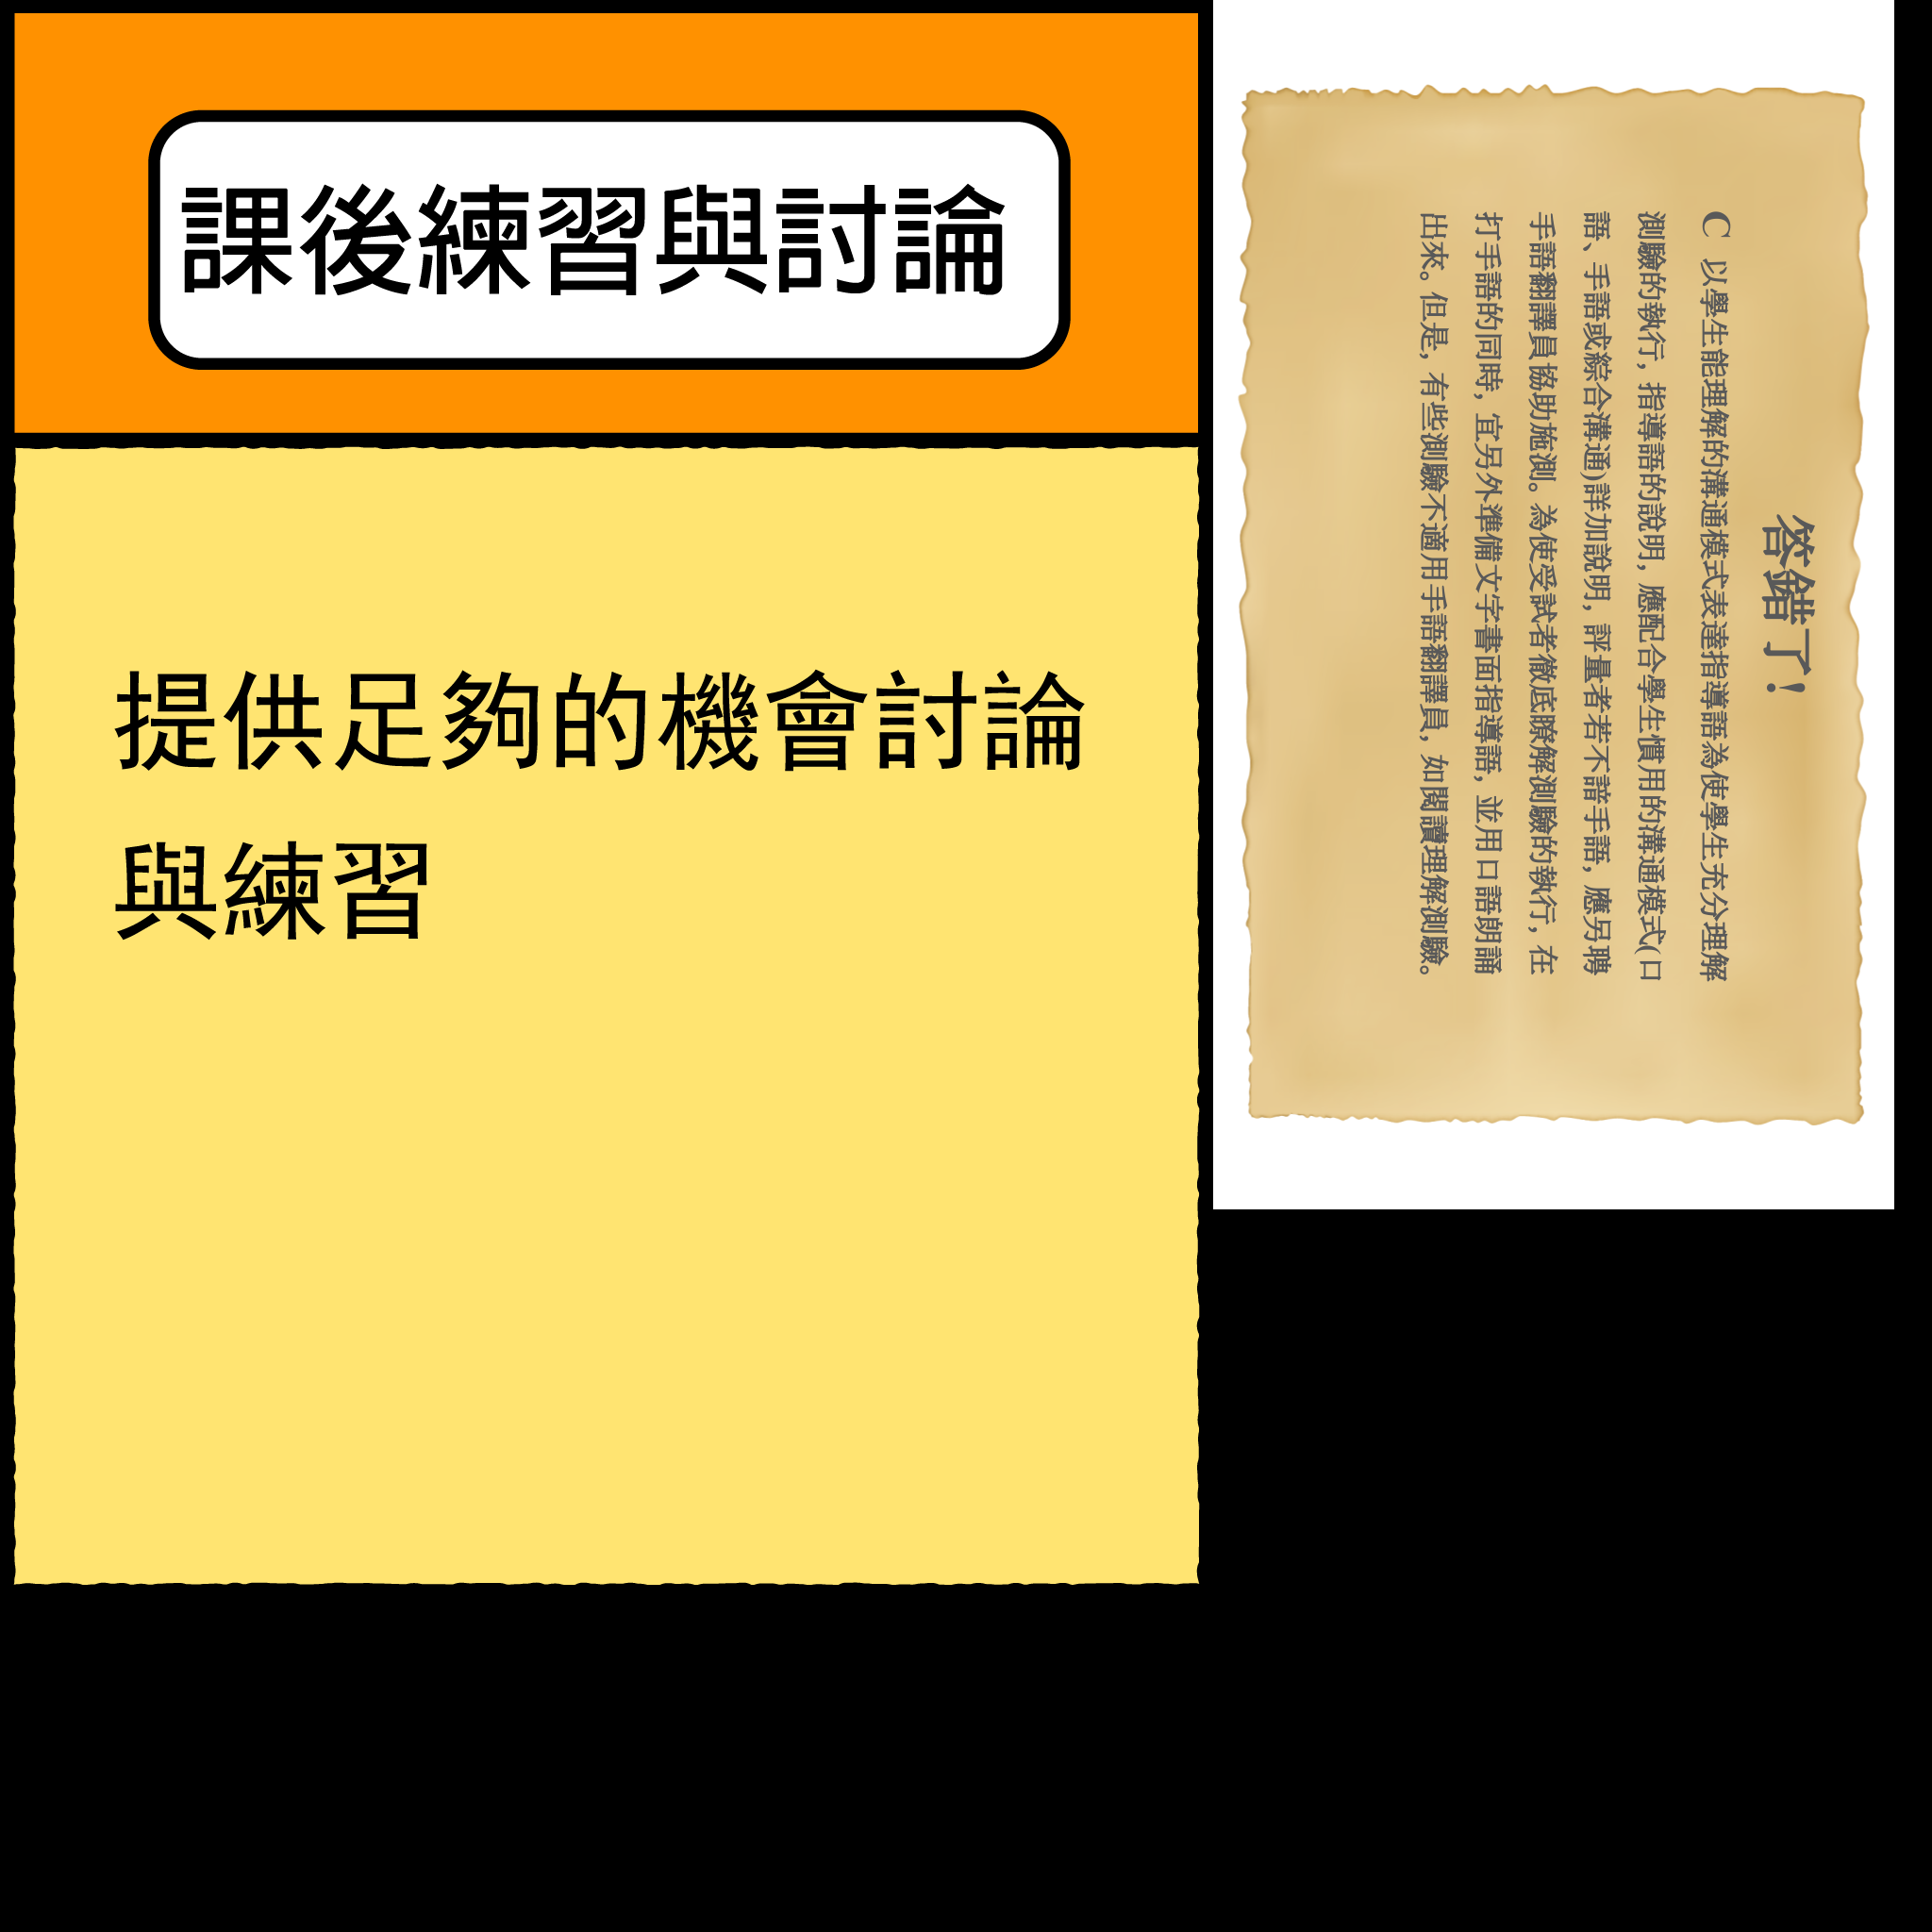 課後練習與討論
提供足夠的機會討論
與練習
答錯了!
C 以學生能理解的溝通模式表達指導語為使學生充分理解
測驗的執行，指導語的說明，應配合學生慣用的溝通模式(口
語、手語或綜合溝通)詳加說明，評量者若不諳手語，應另聘
手語翻譯員協助施測。為使受試者徹底瞭解測驗的執行，在
打手語的同時，宜另外準備文字書面指導語，並用口語朗誦
出來。但是，有些測驗不適用手語翻譯員，如閱讀理解測驗。